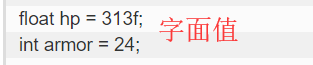 float hp = 313f;
int armor = 24;
字面值